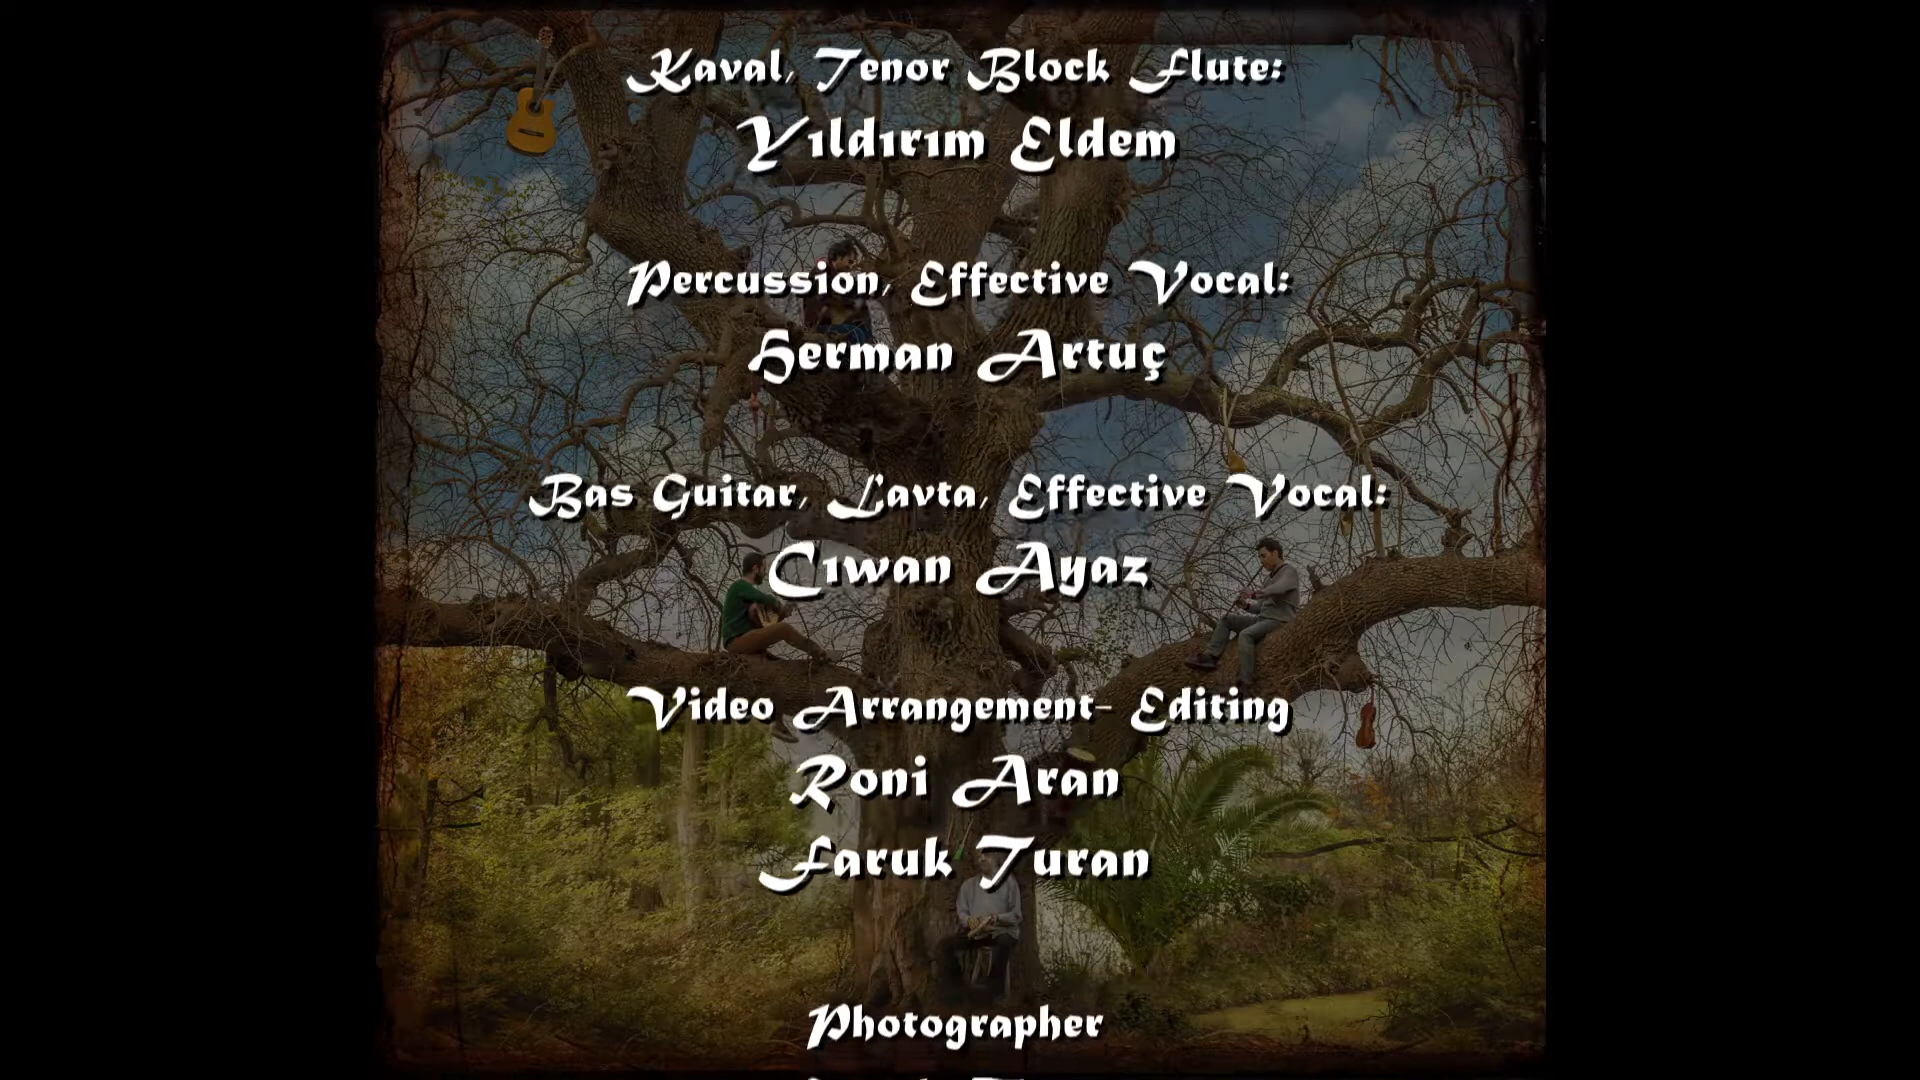 Kaval, Tenor Block Flute:
Yıldırım Eldem
Percussion, Effective Vocal:
Herman Artuç
Bas Guitar, Lavta, Effective Vocal:
Cıwan Ayaz
Video Arrangement- Editing
Roni Aran
Faruk Turan
Photographer